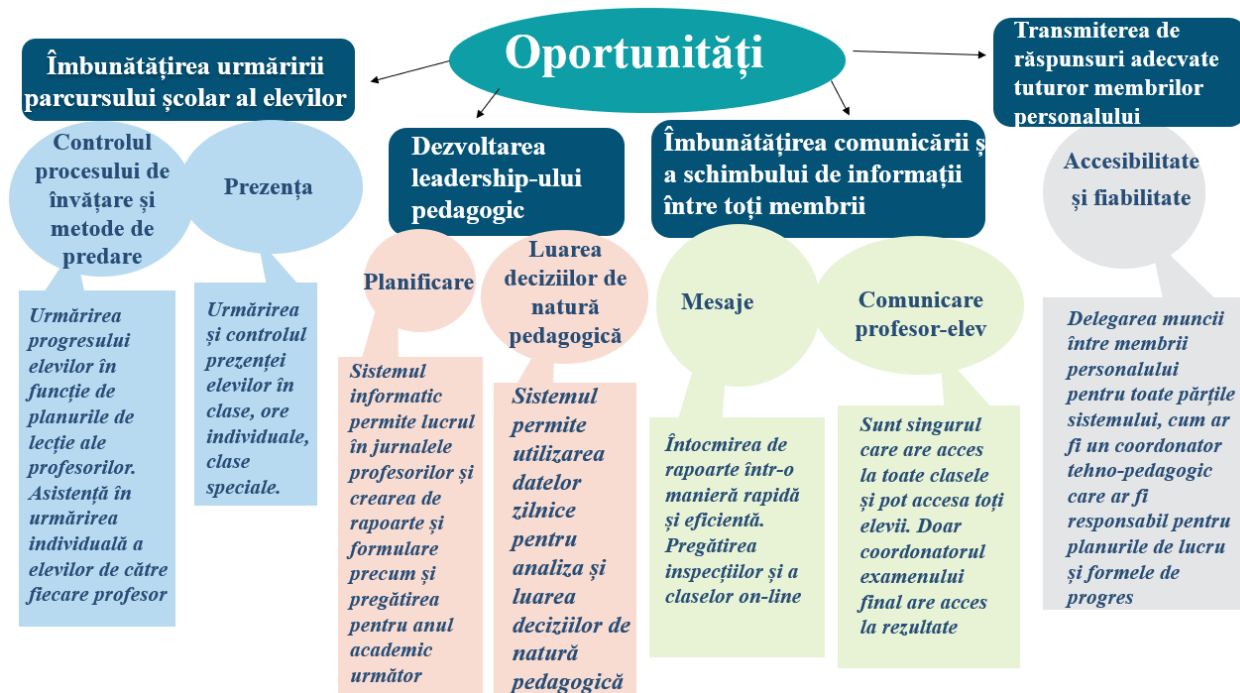 Oportunități
Îmbunătățirea urmăririi
parcursului școlar al elevilor
Controlul
procesului de
învățare și
metode de
predare
Urmărirea
progresului
elevilor în
funcție de
planurile de
lecție ale
profesorilor.
Asistență în
urmărirea
individuală a
elevilor de către
fiecare profesor
Prezența
Urmărirea
și controlul
prezenței
elevilor în
clase, ore
individuale,
clase
speciale.
Dezvoltarea
leadership-ului
pedagogic
Planificare
Sistemul
informatic
permite lucrul
în jurnalele
profesorilor și
crearea de
rapoarte și
formulare
precum și
pregătirea
pentru anul
academic
următor
Luarea
deciziilor de
natură
pedagogică
Sistemul
permite
utilizarea
datelor
zilnice
pentru
analiza și
luarea
deciziilor de
natură
pedagogică
Îmbunătățirea comunicării ș
a schimbului de informații
între toți membrii
Mesaje
Întocmirea de
rapoarte într-o
manieră rapidă
și eficientă.
Pregătirea
inspecțiilor și a
claselor on-line
Comunicare
profesor-elev
Sunt singurul
care are acces
la toate clasele
și pot accesa toți
elevii. Doar
coordonatorul
examenului
final are acces
la rezultate
Transmiterea de
răspunsuri adecvate
tuturor membrilor
personalului
Accesibilitate
și fiabilitate
Delegarea muncii
între membrii
personalului
pentru toate părțile
sistemului, cum ar
fi un coordonator
tehno-pedagogic
care ar fi
responsabil pentru
planurile de lucru
și formele de
progres